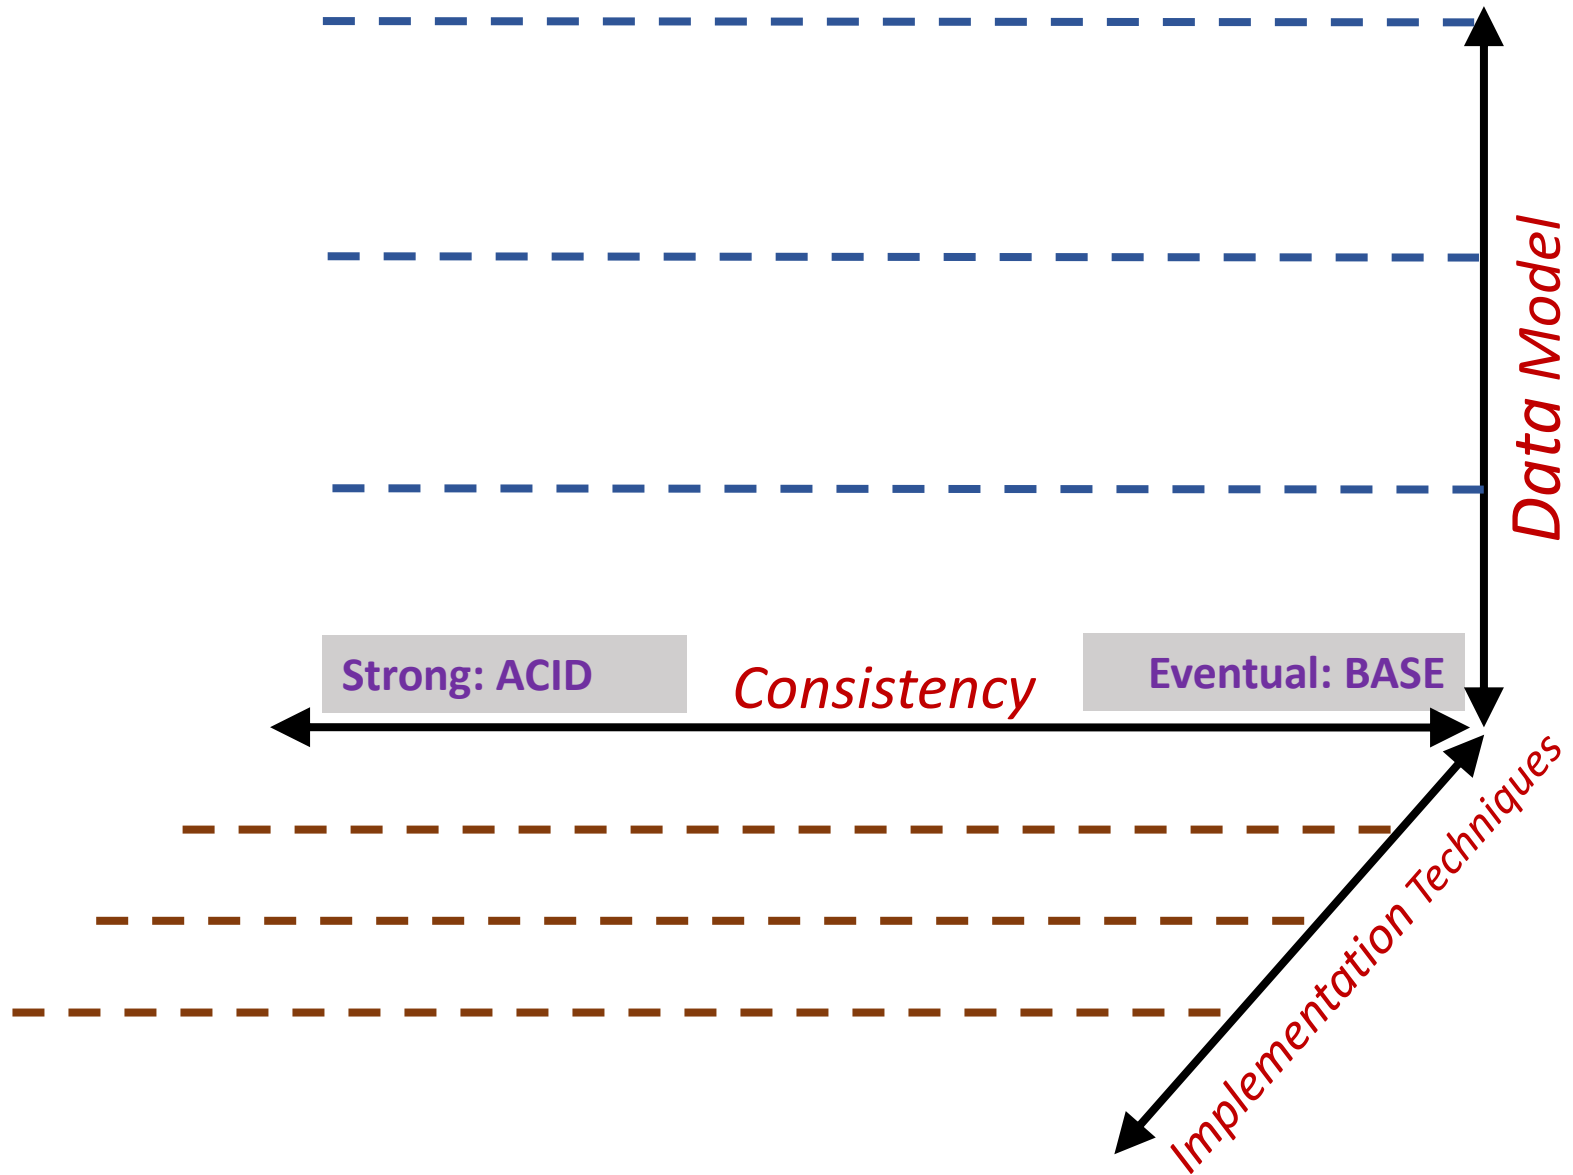 Data Model
Strong: ACID
Consistency
Eventual: BASE
Implementation Techniques